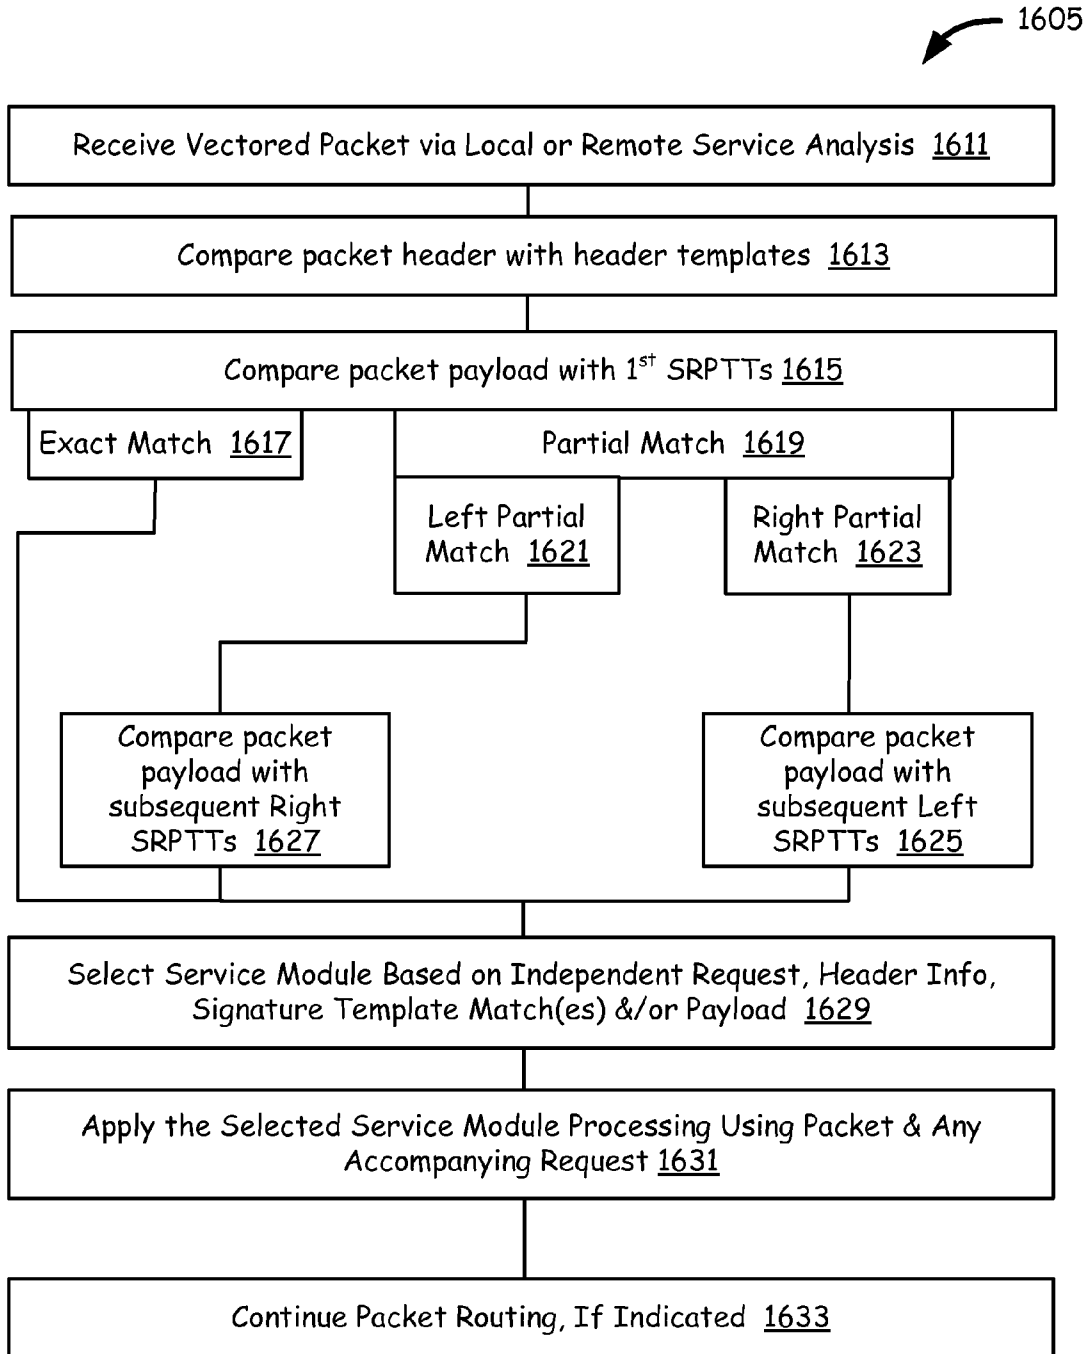 1605
Receive Vectored Packet via Local or Remote Service Analysis 1611
Compare packet header with header templates 1613
Compare packet payload with 1st SRPTTs 1615
Exact Match 1617
Partial Match 1619
Left Partial
Match 1621
Right Partial
Match 1623
Compare packet
payload with
subsequent Right
SRPTTs 1627
Compare packet
payload with
subsequent Left
SRPTTs 1625
Select Service Module Based on Independent Request, Header Info,
Signature Template Match(es) &/or Payload 1629
Apply the Selected Service Module Processing Using Packet & Any
Accompanying Request 1631
Continue Packet Routing, If Indicated 1633